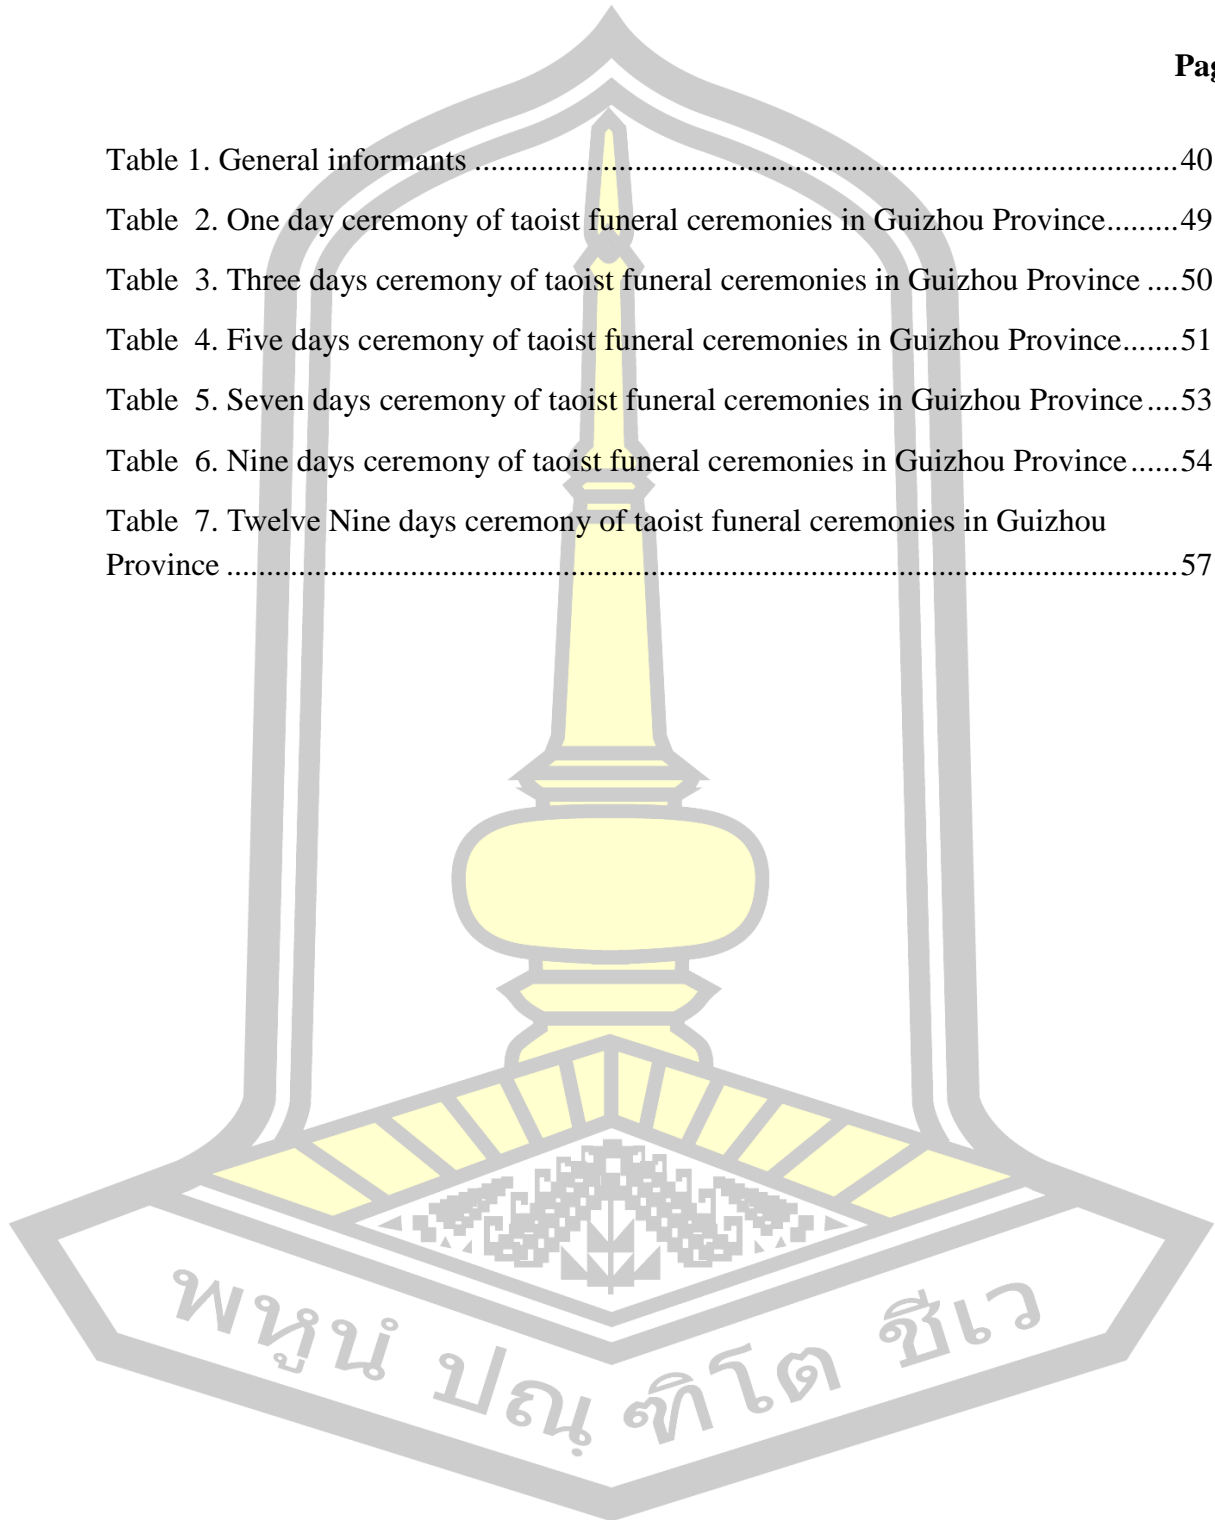 Pag
Table 1. General informants ........................................................................................40
Table  2. One day ceremony of taoist funeral ceremonies in Guizhou Province.........49
Table  3. Three days ceremony of taoist funeral ceremonies in Guizhou Province ....50
Table  4. Five days ceremony of taoist funeral ceremonies in Guizhou Province.......51
Table  5. Seven days ceremony of taoist funeral ceremonies in Guizhou Province....53
Table  6. Nine days ceremony of taoist funeral ceremonies in Guizhou Province......54
Table  7. Twelve Nine days ceremony of taoist funeral ceremonies in Guizhou
Province .......................................................................................................................57
พหูนํ ปณฺฑิโต ชีเว